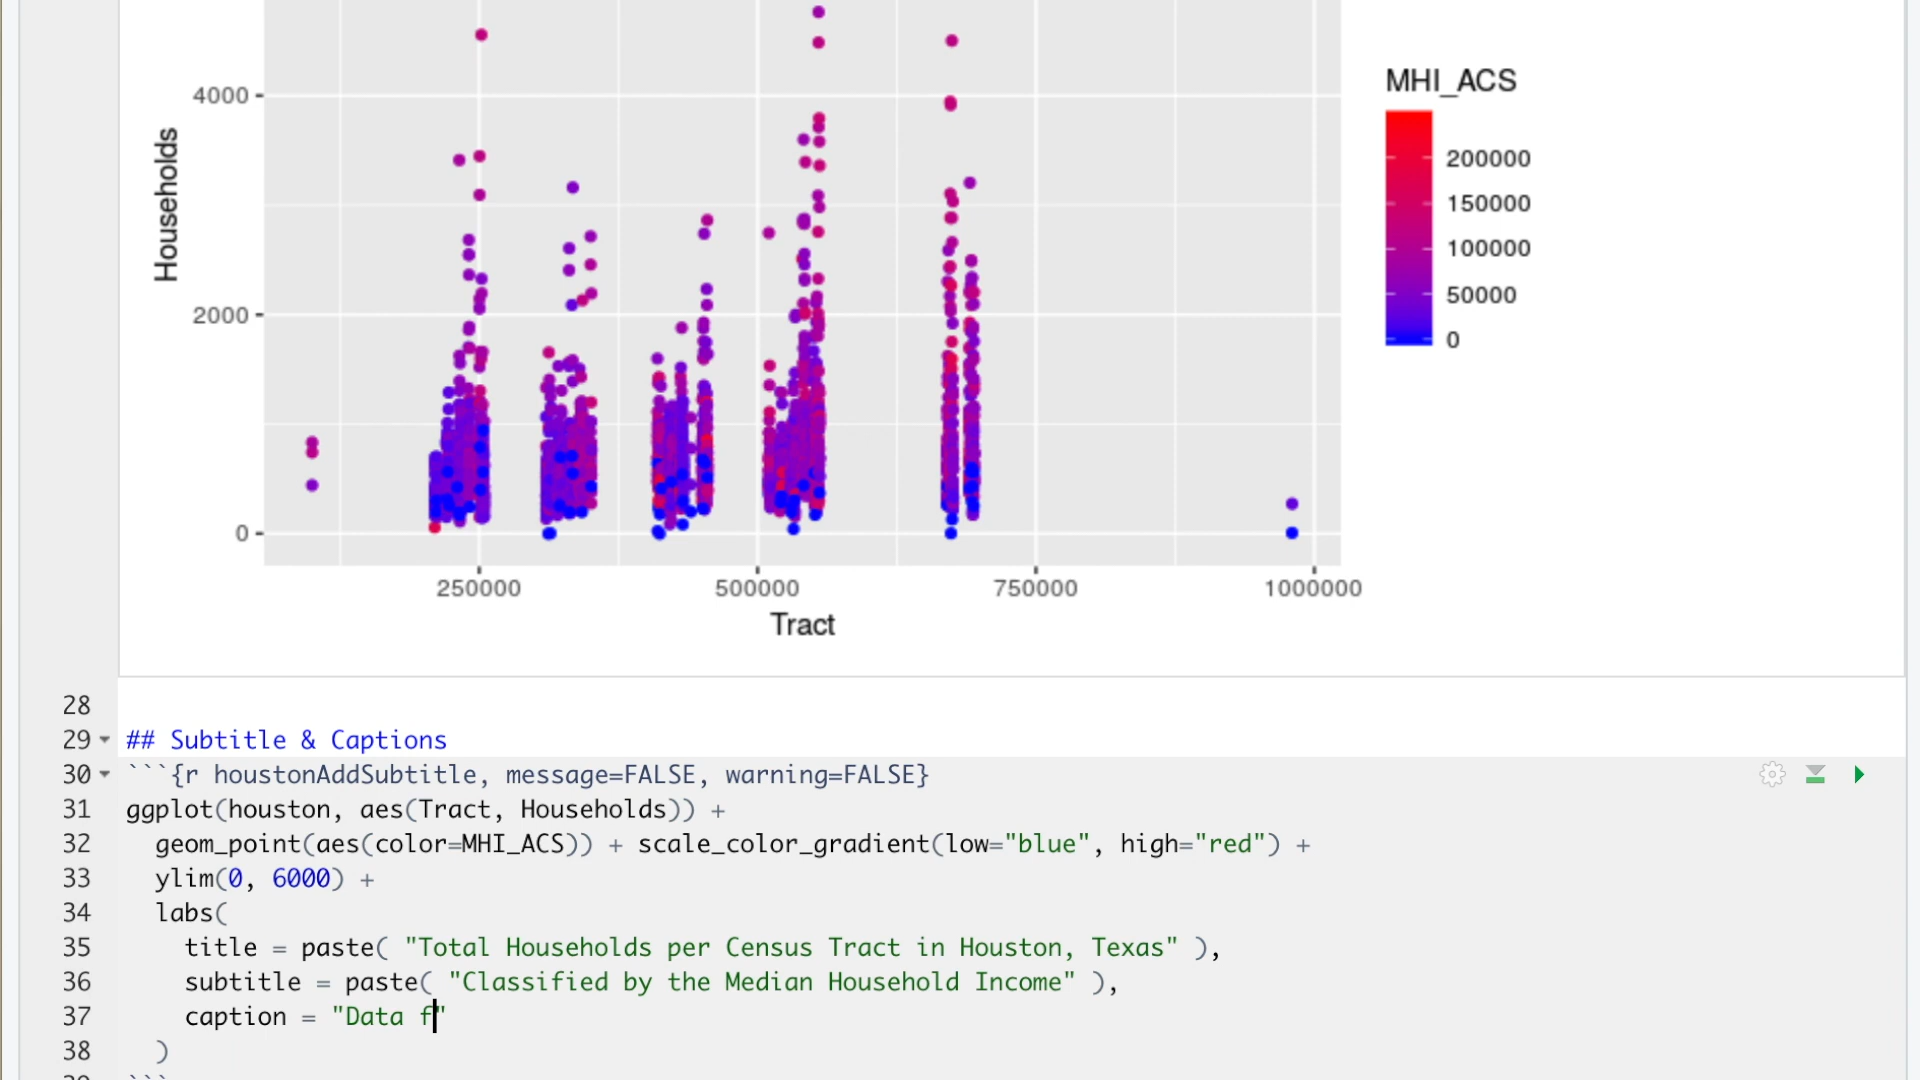 MHI_ACS
200000
150000
100000
50000
0
Households
4000
2000
0
250000 500000 750000 1000000
Tract
28
29 ## Subtitle & Captions
30 ```{r houstonAddSubtitle, message=FALSE, warning=FALSE}
31 ggplot(houston, aes(Tract, Households)) +
32 geom_point(aes(color=MHI_ACS)) + scale_color_gradient(low="blue", high="red") +
33 ylim(0, 6000) +
34 labs(
35 title = paste( "Total Households per Census Tract in Houston, Texas" ),
36 subtitle = paste( "Classified by the Median Household Income" ),
37 caption = "Data f"
38 )
39 ```